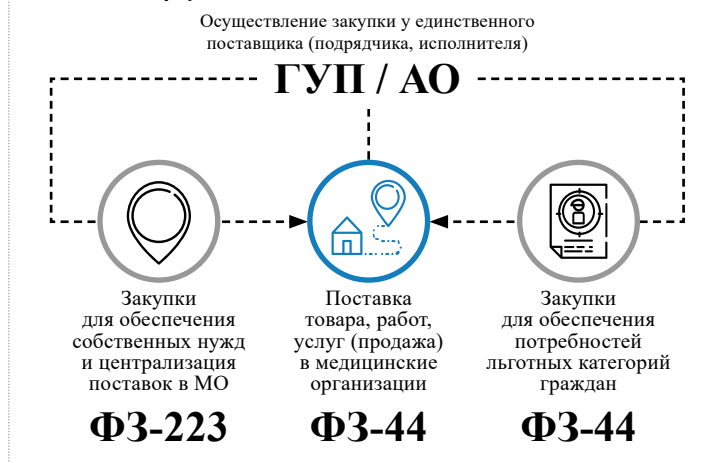 Осуществление закупки у единственного
поставщика (подрядчика, исполнителя)
ГУП / АО
Закупки
для обеспечения
собственных нужд
и централизация
поставок в МО
ФЗ-223
Поставка
товара, работ,
услуг (продажа)
в медицинские
организации
ФЗ-44
Закупки
для обеспечения
потребностей
льготных категорий
граждан
ФЗ-44